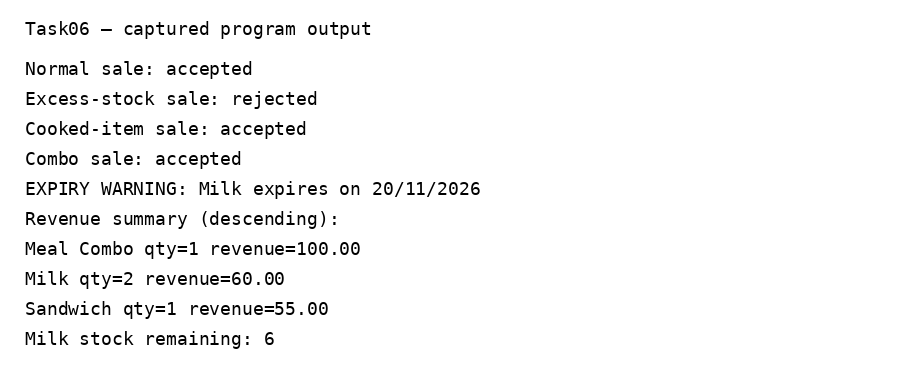 Task06 — captured program output
Normal sale: accepted
Excess-stock sale: rejected
Cooked-item sale: accepted
Combo sale: accepted
EXPIRY WARNING: Milk expires on 20/11/2026
Revenue summary (descending):
Meal Combo qty=1 revenue=100.00
Milk qty=2 revenue=60.00
Sandwich qty=1 revenue=55.00
Milk stock remaining: 6